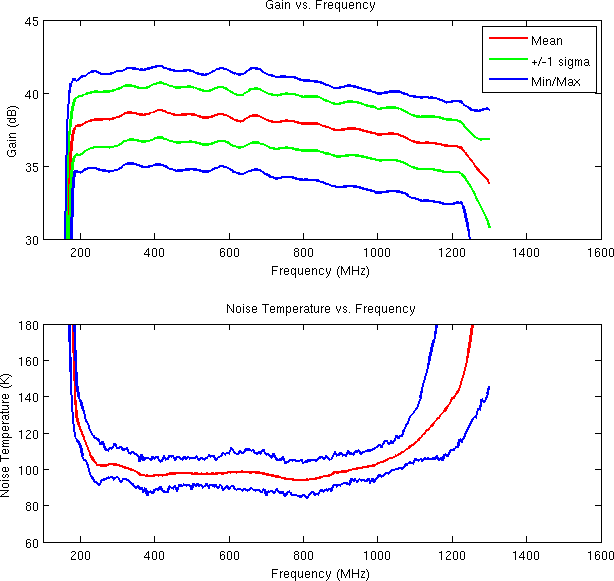 Gain vs. Frequency
45
40
35
30
Gain (dB)
Mean
+/-1 sigma
Min/Max
200 400 600 800 1000 1200 1400 1600
Frequency (MHz)
Noise Temperature vs. Frequency
180
160
140
120
100
80
60
Noise Temperature (K)
200 400 600 800 1000 1200 1400 1600
Frequency (MHz)